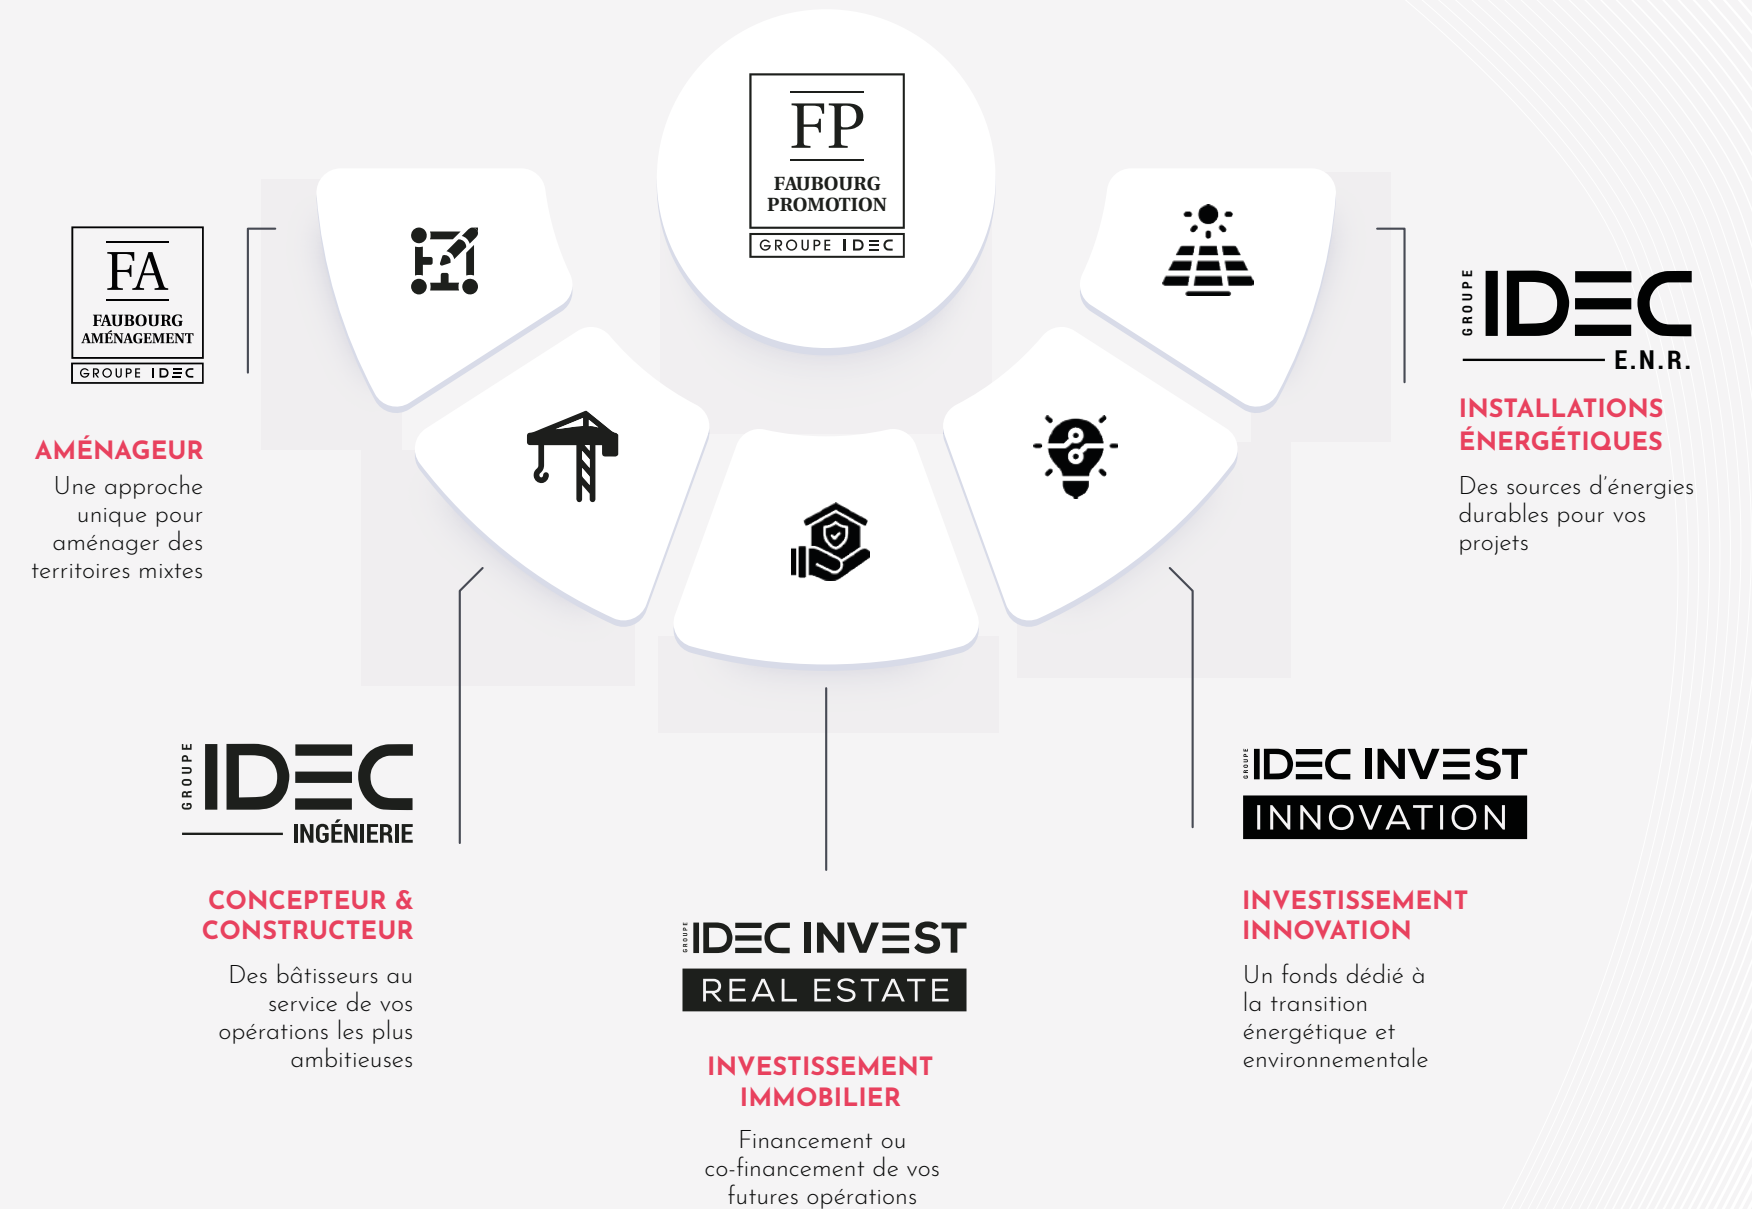 FP
FAUBOURG
PROMOTION
GROUPE IDEC
FA
FAUBOURG
AMÉNAGEMENT
GROUPE IDEC
AMÉNAGEUR
Une approche
unique pour
aménager des
territoires mixtes
GROUPE
IDEC
INGÉNIERIE
CONCEPTEUR &
CONSTRUCTEUR
Des bâtisseurs au
service de vos
opérations les plus
ambitieuses
GROUPE
IDEC INVEST
REAL ESTATE
INVESTISSEMENT
IMMOBILIER
Financement ou
co-financement de vos
futures opérations
GROUPE
IDEC INVEST
INNOVATION
INVESTISSEMENT
INNOVATION
Un fonds dédié à
la transition
énergétique et
environnementale
GROUPE
IDEC
E.N.R.
INSTALLATIONS
ÉNERGÉTIQUES
Des sources d'énergies
durables pour vos
projets